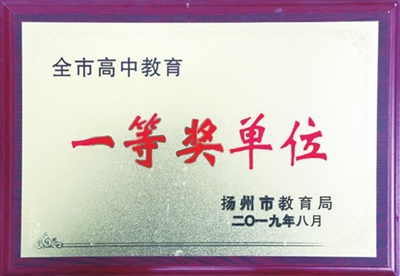 全市高中教育
一等奖单位
扬州市教育局
二〇一九年八月